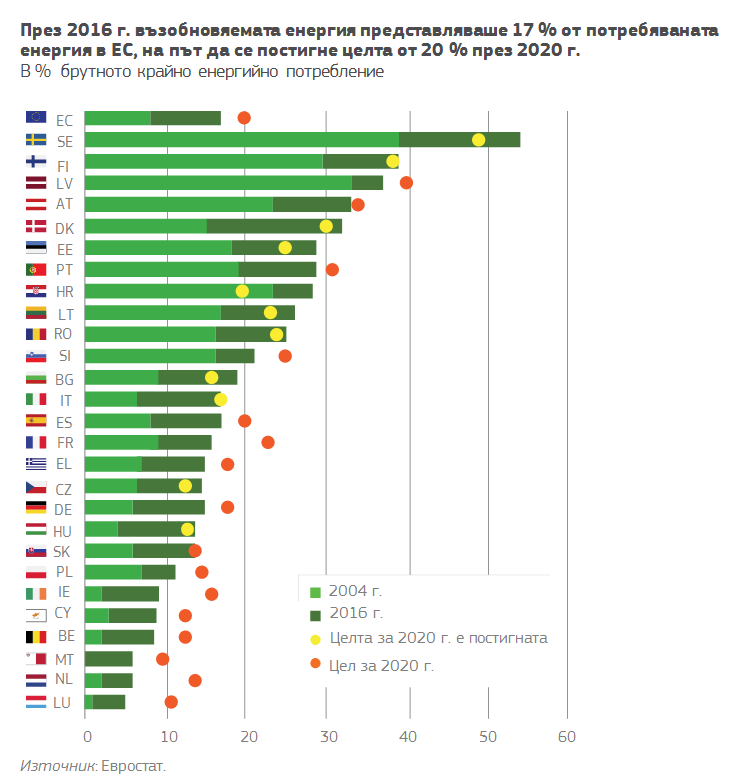 През 2016 г. възобновяемата енергия представляваше 17 % от потребяваната
енергия в ЕС, на път да се постигне целта от 20 % през 2020 г.
В % брутното крайно енергийно потребление
ЕС
SE
FI
LV
AT
DK
EE
PT
HR
LT
RO
SI
BG
IT
ES
FR
EL
CZ
DE
HU
SK
PL
IE
CY
BE
MT
NL
LU
2004 г.
2016 г.
Целта за 2020 г. е постигната
Цел за 2020 г.
0 10 20 30 40 50 60
Източник: Евростат.